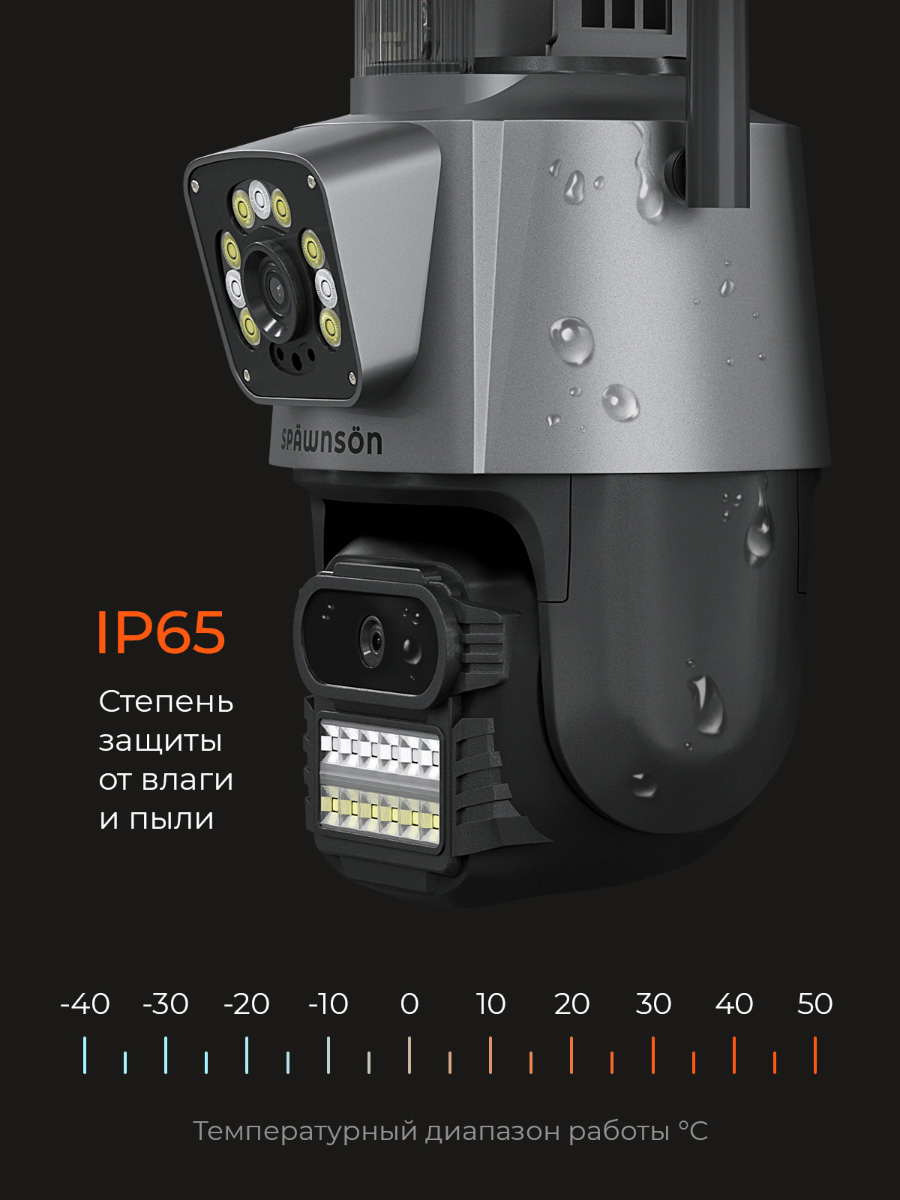 SPÄWNSÖN
IP65
Степень
защиты
от влаги
и пыли
-40 -30 -20 -10 0 10 20 30 40 50
Температурный диапазон работы °С